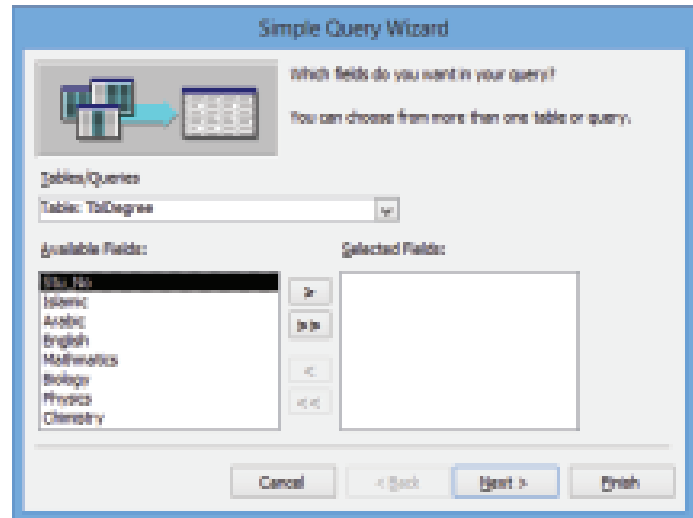 Simple Query Wizard
Which fields do you want in your query?
You can choose from more than one table or query.
Tables/Queries
Table: TblDegree
Available Fields:
Selected Fields:
Stu_No
Islamic
Arabic
English
Mathmatics
Biology
Physics
Chemistry
>
>>
<
<<
Cancel
< Back
Next >
Finish